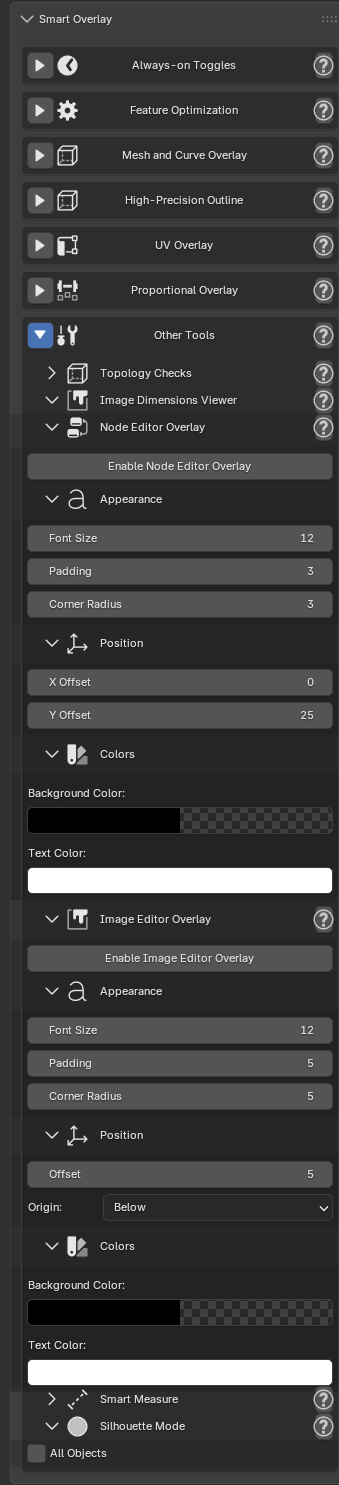 Smart Overlay
Always-on Toggles
Feature Optimization
Mesh and Curve Overlay
High-Precision Outline
UV Overlay
Proportional Overlay
Other Tools
Topology Checks
Image Dimensions Viewer
Node Editor Overlay
Enable Node Editor Overlay
Appearance
Font Size 12
Padding 3
Corner Radius 3
Position
X Offset 0
Y Offset 25
Colors
Background Color:
Text Color:
Image Editor Overlay
Enable Image Editor Overlay
Appearance
Font Size 12
Padding 5
Corner Radius 5
Position
Offset 5
Origin: Below
Colors
Background Color:
Text Color:
Smart Measure
Silhouette Mode
All Objects